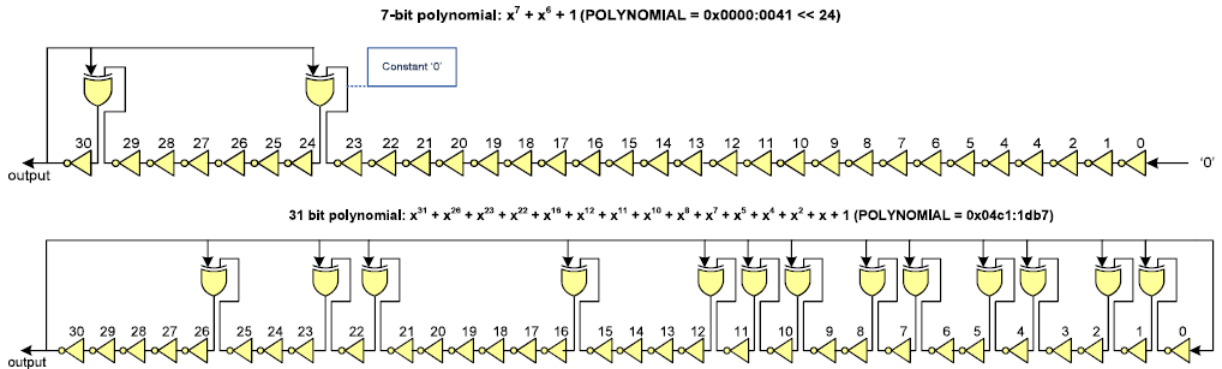 7-bit polynomial: x⁷ + x⁶ + 1 (POLYNOMIAL = 0x0000:0041 << 24)
Constant '0'
30 29 28 27 26 25 24 23 22 21 20 19 18 17 16 15 14 13 12 11 10 9 8 7 6 5 4 4 2 1 0
'0'
output
31 bit polynomial: x³¹ + x²⁶ + x²³ + x²² + x¹⁶ + x¹² + x¹¹ + x¹⁰ + x⁸ + x⁷ + x⁵ + x⁴ + x² + x + 1 (POLYNOMIAL = 0x04c1:1db7)
30 29 28 27 26 25 24 23 22 21 20 19 18 17 16 15 14 13 12 11 10 9 8 7 6 5 4 3 2 1 0
output